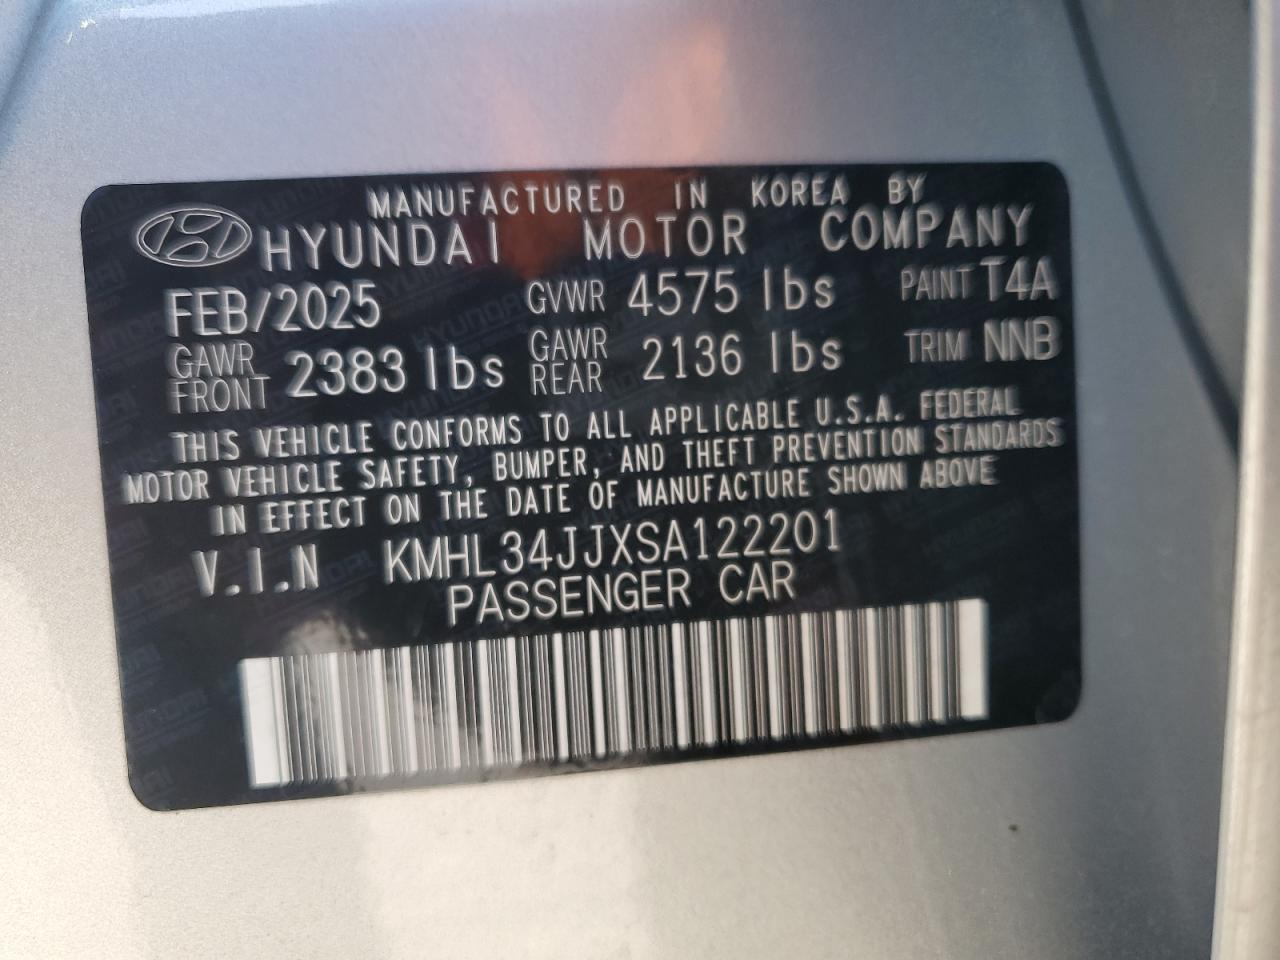 MANUFACTURED IN KOREA BY
HYUNDAI MOTOR COMPANY
FEB/2025 GVWR 4575 lbs PAINT T4A
GAWR FRONT 2383 lbs GAWR REAR 2136 lbs TRIM NNB
THIS VEHICLE CONFORMS TO ALL APPLICABLE U.S.A. FEDERAL
MOTOR VEHICLE SAFETY, BUMPER, AND THEFT PREVENTION STANDARDS
IN EFFECT ON THE DATE OF MANUFACTURE SHOWN ABOVE
V.I.N KMHL34JJXSA122201
PASSENGER CAR